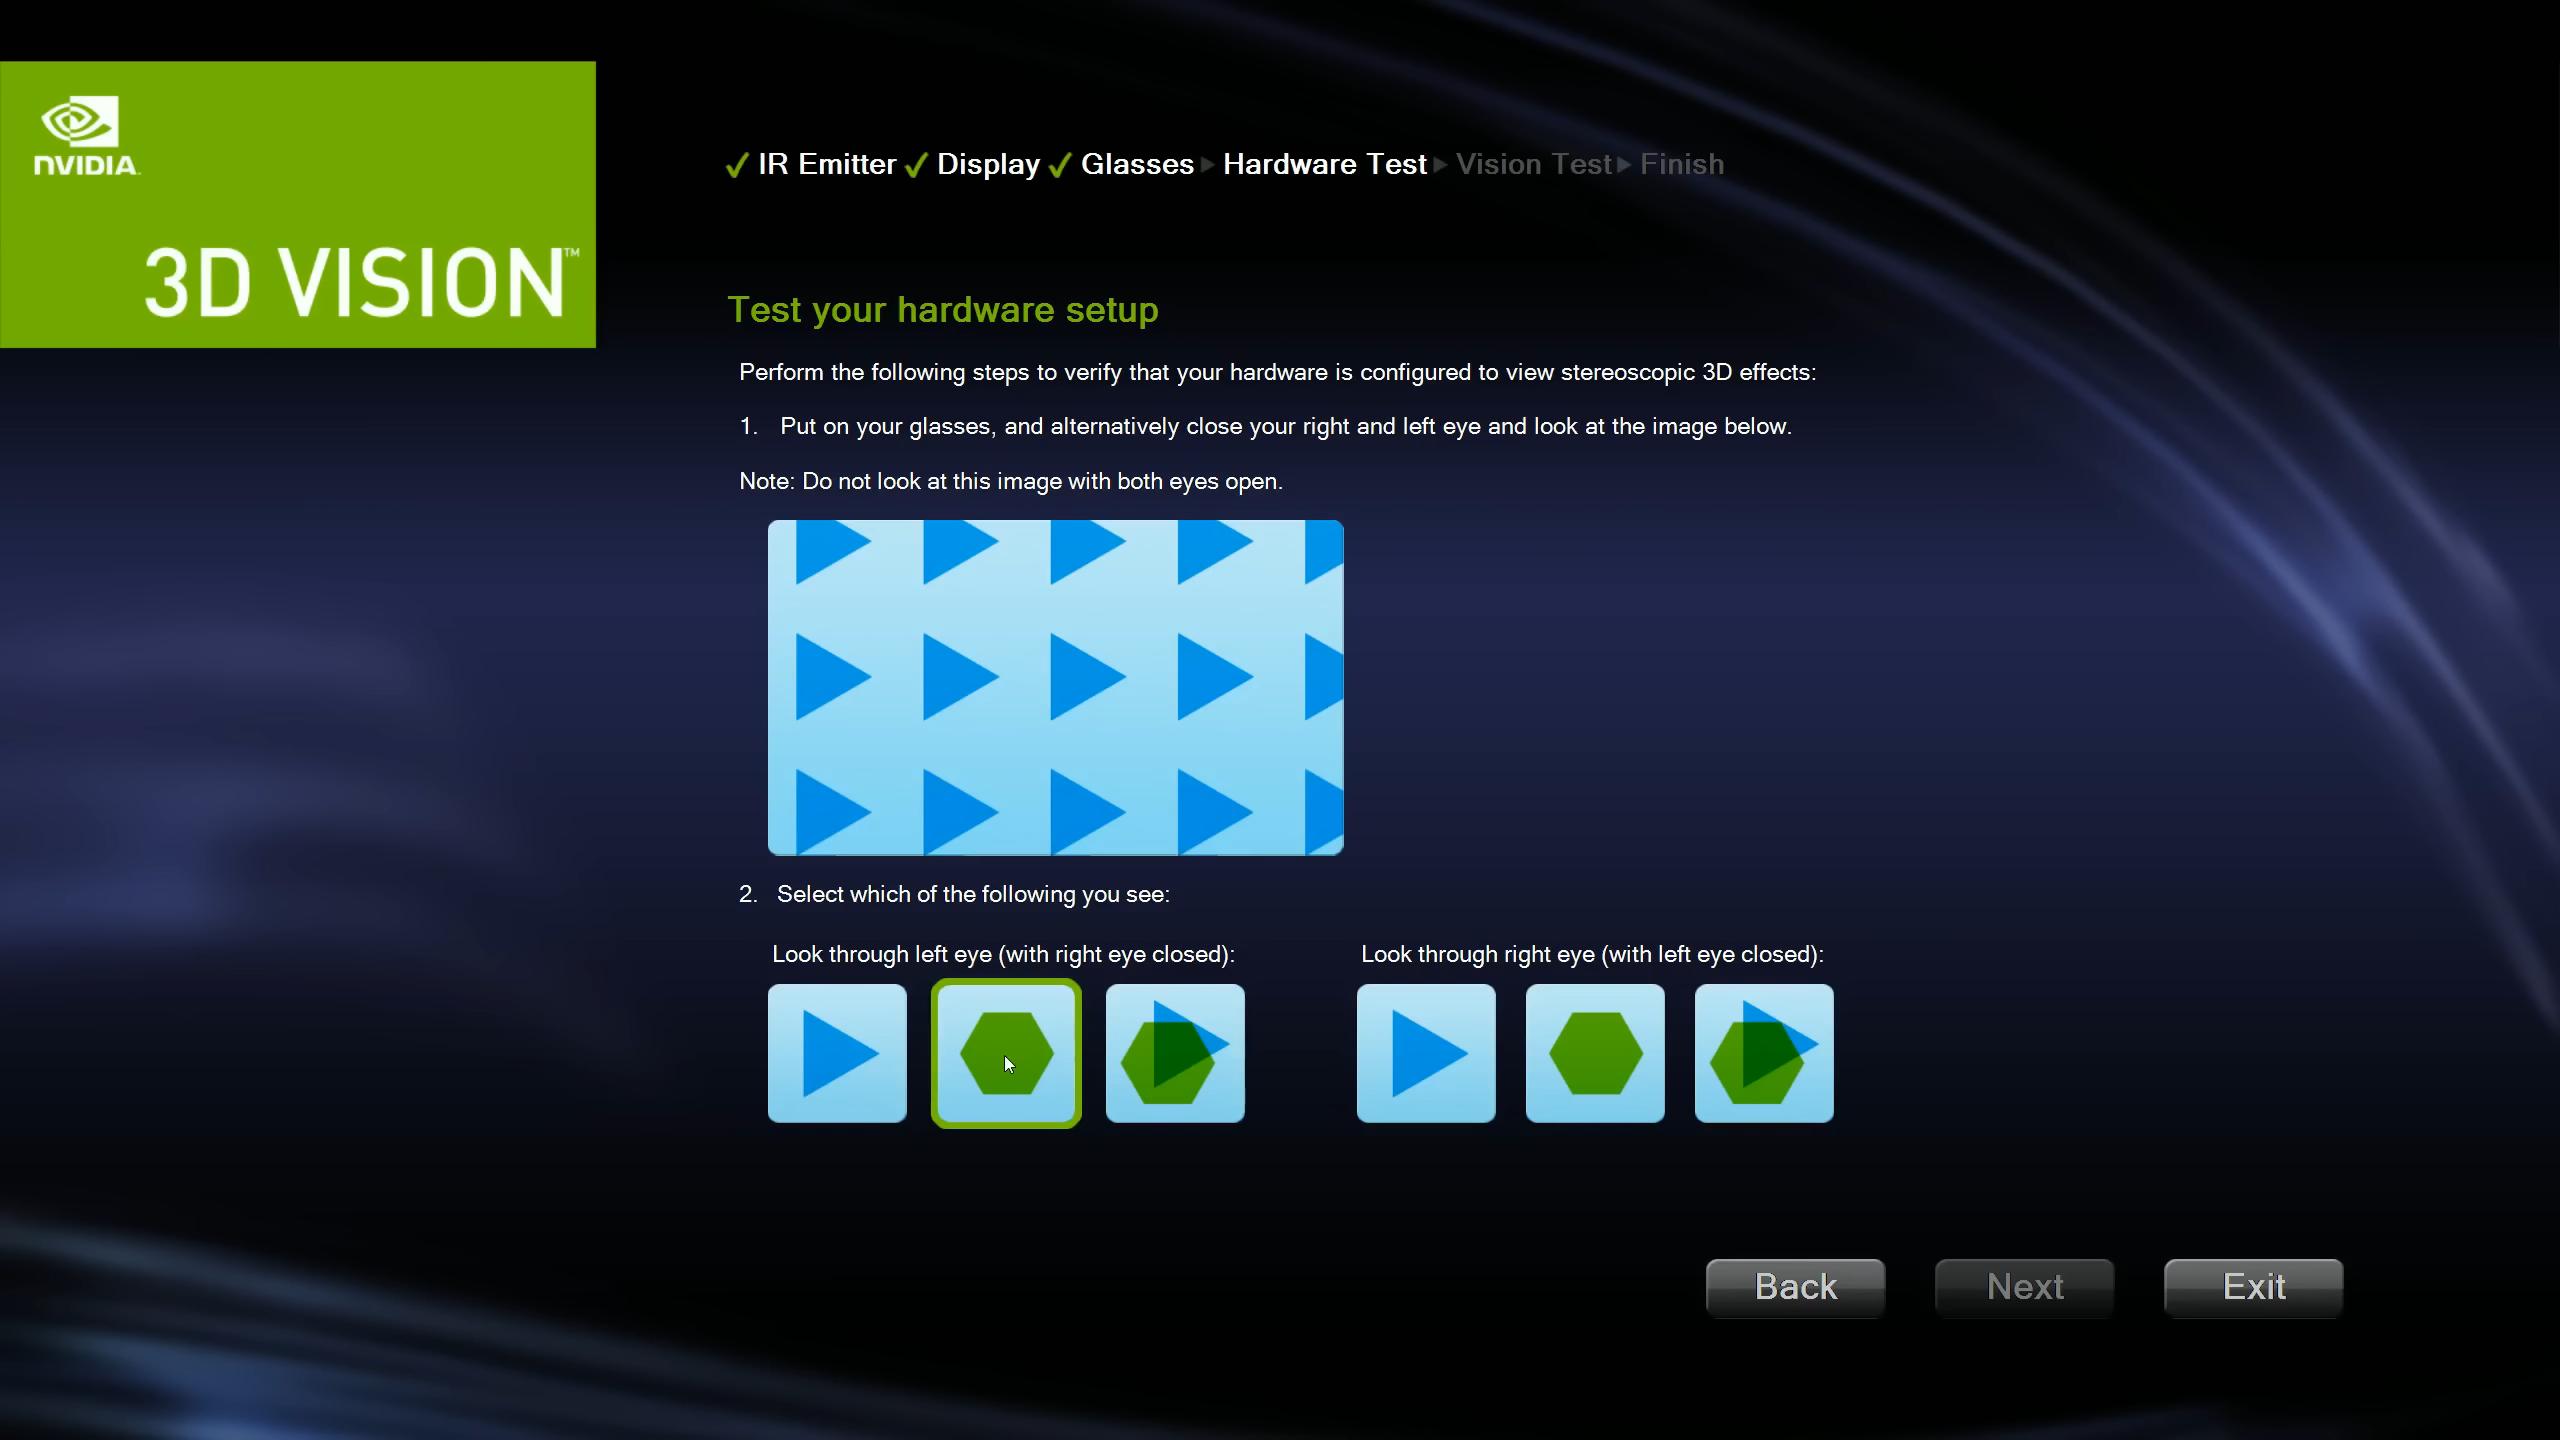 NVIDIA.
3D VISION™
IR Emitter Display Glasses Hardware Test Vision Test Finish
Test your hardware setup
Perform the following steps to verify that your hardware is configured to view stereoscopic 3D effects:
1. Put on your glasses, and alternatively close your right and left eye and look at the image below.
Note: Do not look at this image with both eyes open.
2. Select which of the following you see:
Look through left eye (with right eye closed):
Look through right eye (with left eye closed):
Back
Next
Exit